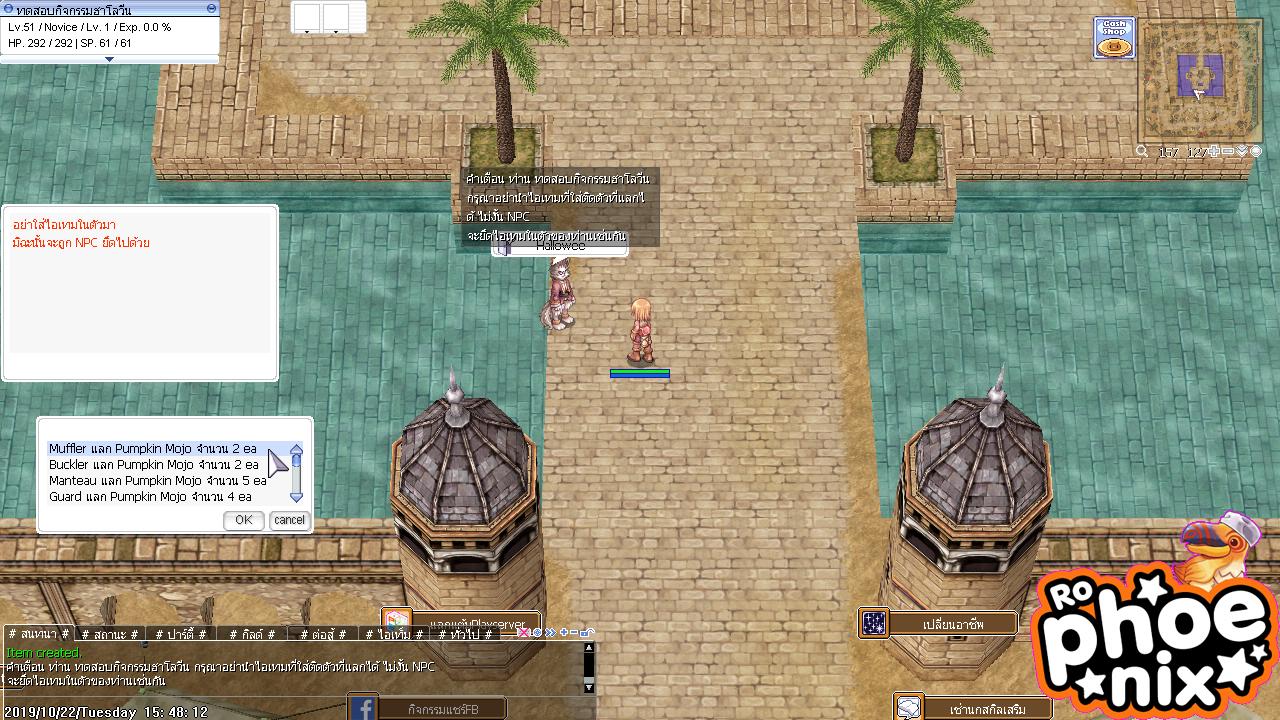 ทดสอบกิจกรรมฮาโลวีน
Lv. 51 / Novice / Lv. 1 / Exp. 0.0 %
HP. 292 / 292 | SP. 61 / 61
Cash
Shop
157 127
คำเตือน ท่าน ทดสอบกิจกรรมฮาโลวีน
กรุณาอย่านำไอเทมที่ใส่ติดตัวที่แลกไ
ด้ ไม่งั้น NPC
จะยึดไอเทมในตัวของท่านเช่นกัน
Hallowee
อย่าใส่ไอเทมในตัวมา
มิฉะนั้นจะถูก NPC ยึดไปด้วย
Muffler แลก Pumpkin Mojo จำนวน 2 ea
Buckler แลก Pumpkin Mojo จำนวน 2 ea
Manteau แลก Pumpkin Mojo จำนวน 5 ea
Guard แลก Pumpkin Mojo จำนวน 4 ea
OK
cancel
Playserver
เปลี่ยนอาชีพ
# สนทนา # # สถานะ # # ปาร์ตี้ # # กิลด์ # # ต่อสู้ # # ไอเท็ม # # ทั่วไป #
Item created.
คำเตือน ท่าน ทดสอบกิจกรรมฮาโลวีน กรุณาอย่านำไอเทมที่ใส่ติดตัวที่แลกได้ ไม่งั้น NPC
จะยึดไอเทมในตัวของท่านเช่นกัน
2019/10/22/Tuesday 15:48:12
กิจกรรมแชร์FB
เช่านกสกิลเสริม
RO
phoe
nix